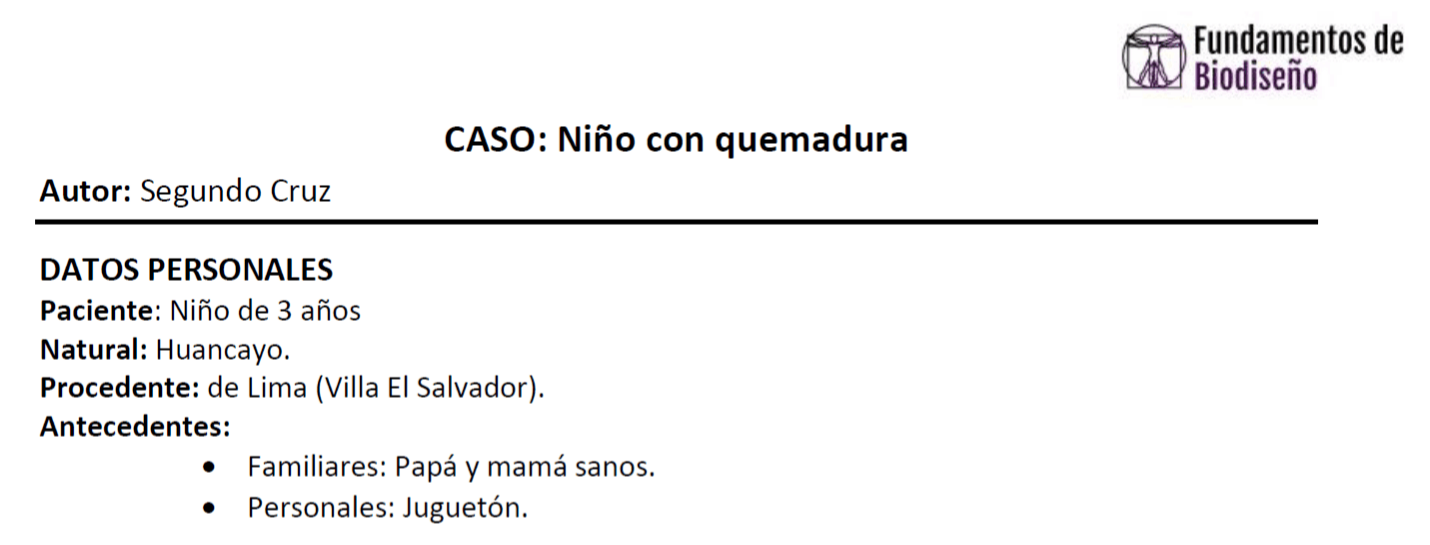 Fundamentos de
Biodiseño
CASO: Niño con quemadura
Autor: Segundo Cruz
DATOS PERSONALES
Paciente: Niño de 3 años
Natural: Huancayo.
Procedente: de Lima (Villa El Salvador).
Antecedentes:
• Familiares: Papá y mamá sanos.
• Personales: Juguetón.